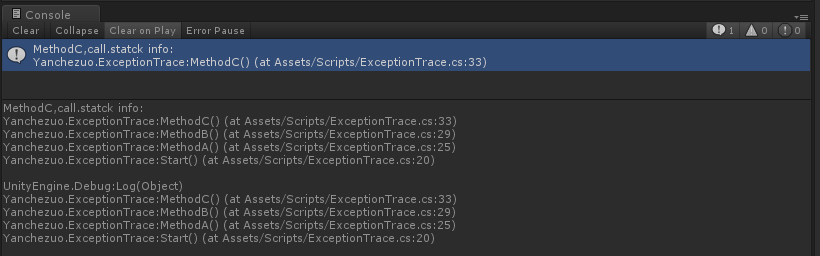 Console
Clear Collapse Clear on Play Error Pause 1 0 0
MethodC,call.statck info:
Yanchezuo.ExceptionTrace:MethodC() (at Assets/Scripts/ExceptionTrace.cs:33)
MethodC,call.statck info:
Yanchezuo.ExceptionTrace:MethodC() (at Assets/Scripts/ExceptionTrace.cs:33)
Yanchezuo.ExceptionTrace:MethodB() (at Assets/Scripts/ExceptionTrace.cs:29)
Yanchezuo.ExceptionTrace:MethodA() (at Assets/Scripts/ExceptionTrace.cs:25)
Yanchezuo.ExceptionTrace:Start() (at Assets/Scripts/ExceptionTrace.cs:20)
UnityEngine.Debug:Log(Object)
Yanchezuo.ExceptionTrace:MethodC() (at Assets/Scripts/ExceptionTrace.cs:33)
Yanchezuo.ExceptionTrace:MethodB() (at Assets/Scripts/ExceptionTrace.cs:29)
Yanchezuo.ExceptionTrace:MethodA() (at Assets/Scripts/ExceptionTrace.cs:25)
Yanchezuo.ExceptionTrace:Start() (at Assets/Scripts/ExceptionTrace.cs:20)